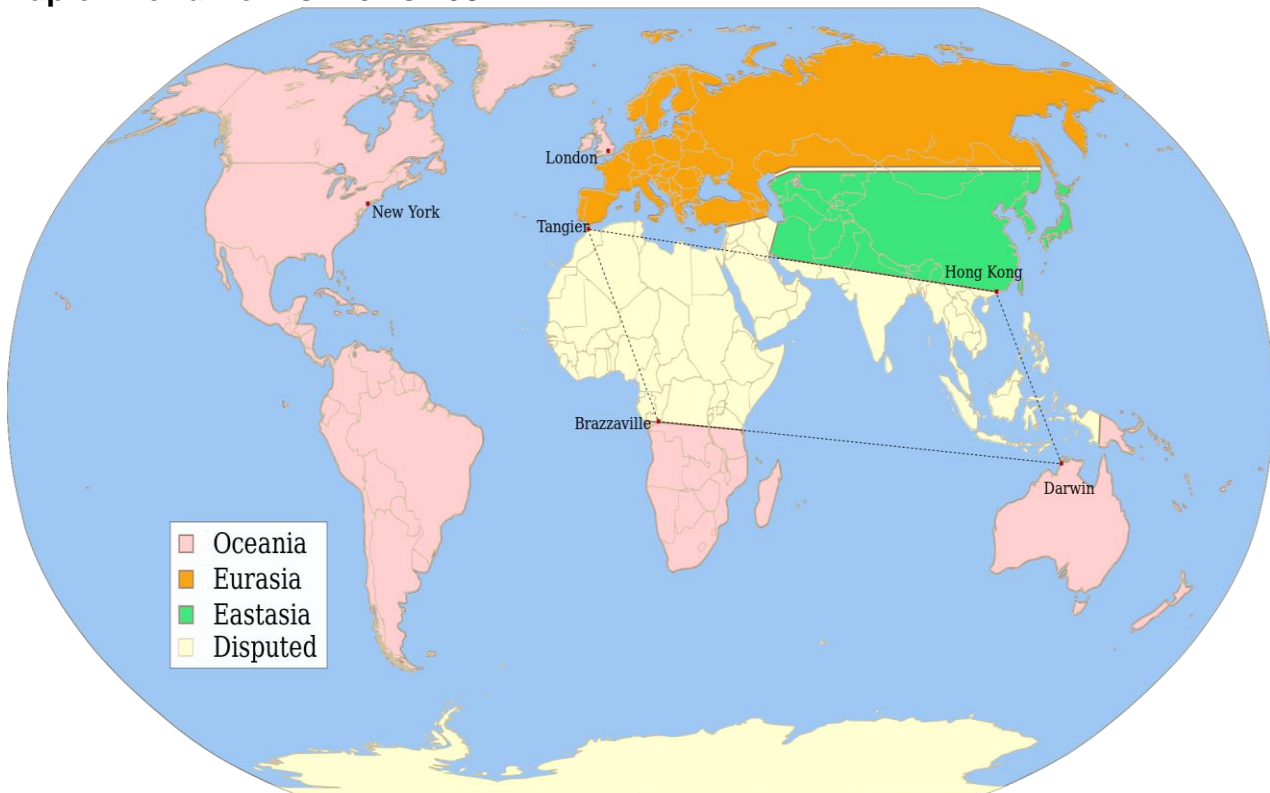 London
New York
Tangier
Hong Kong
Brazzaville
Darwin
Oceania
Eurasia
Eastasia
Disputed